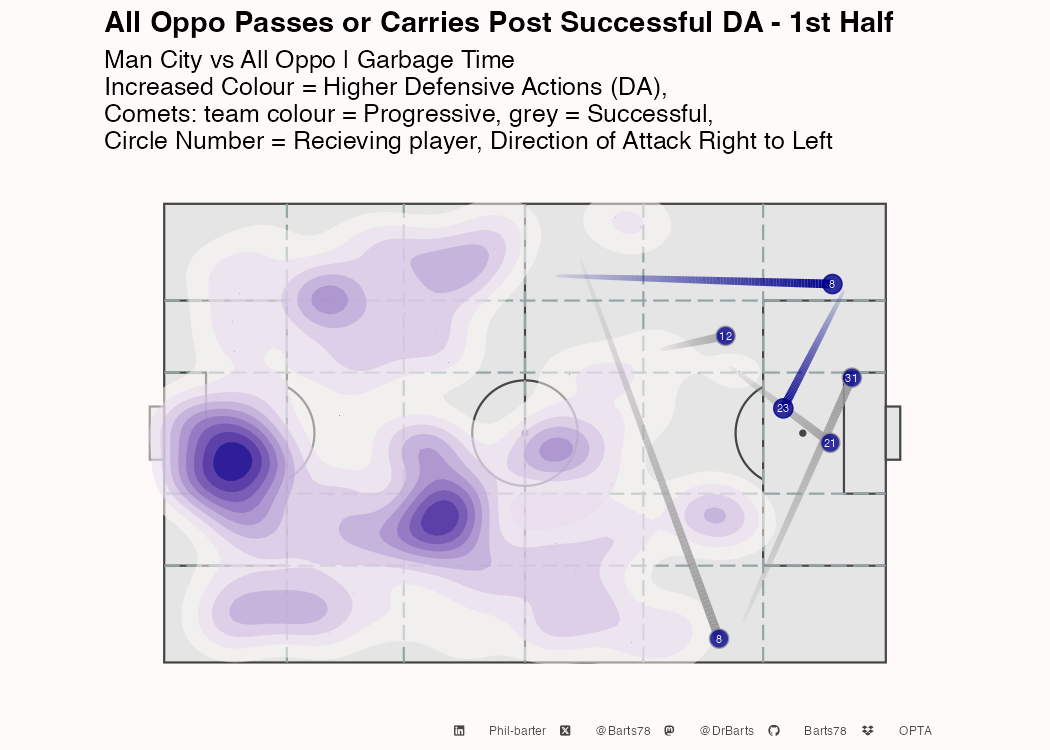 All Oppo Passes or Carries Post Successful DA - 1st Half
Man City vs All Oppo | Garbage Time
Increased Colour = Higher Defensive Actions (DA),
Comets: team colour = Progressive, grey = Successful,
Circle Number = Recieving player, Direction of Attack Right to Left
8
12
31
23
21
8
Phil-barter @Barts78 @DrBarts Barts78 OPTA